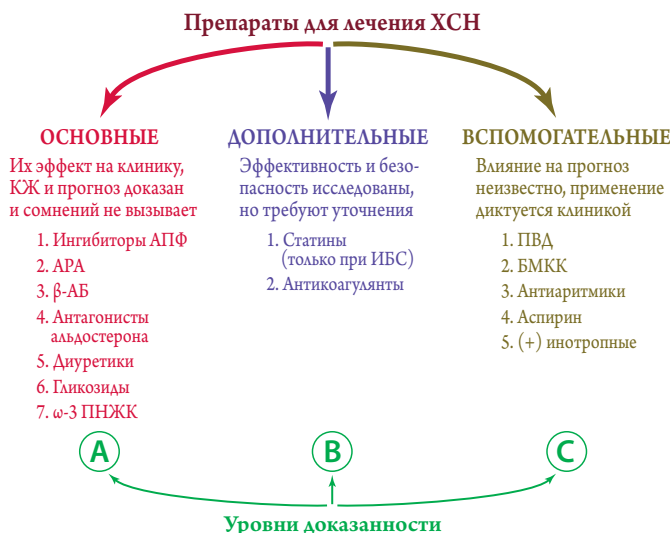 Препараты для лечения ХСН
ОСНОВНЫЕ
Их эффект на клинику,
КЖ и прогноз доказан
и сомнений не вызывает
1. Ингибиторы АПФ
2. АРА
3. β-АБ
4. Антагонисты
альдостерона
5. Диуретики
6. Гликозиды
7. ω-3 ПНЖК
ДОПОЛНИТЕЛЬНЫЕ
Эффективность и безо-
пасность исследованы,
но требуют уточнения
1. Статины
(только при ИБС)
2. Антикоагулянты
ВСПОМОГАТЕЛЬНЫЕ
Влияние на прогноз
неизвестно, применение
диктуется клиникой
1. ПВД
2. БМКК
3. Антиаритмики
4. Аспирин
5. (+) инотропные
A
B
C
Уровни доказанности